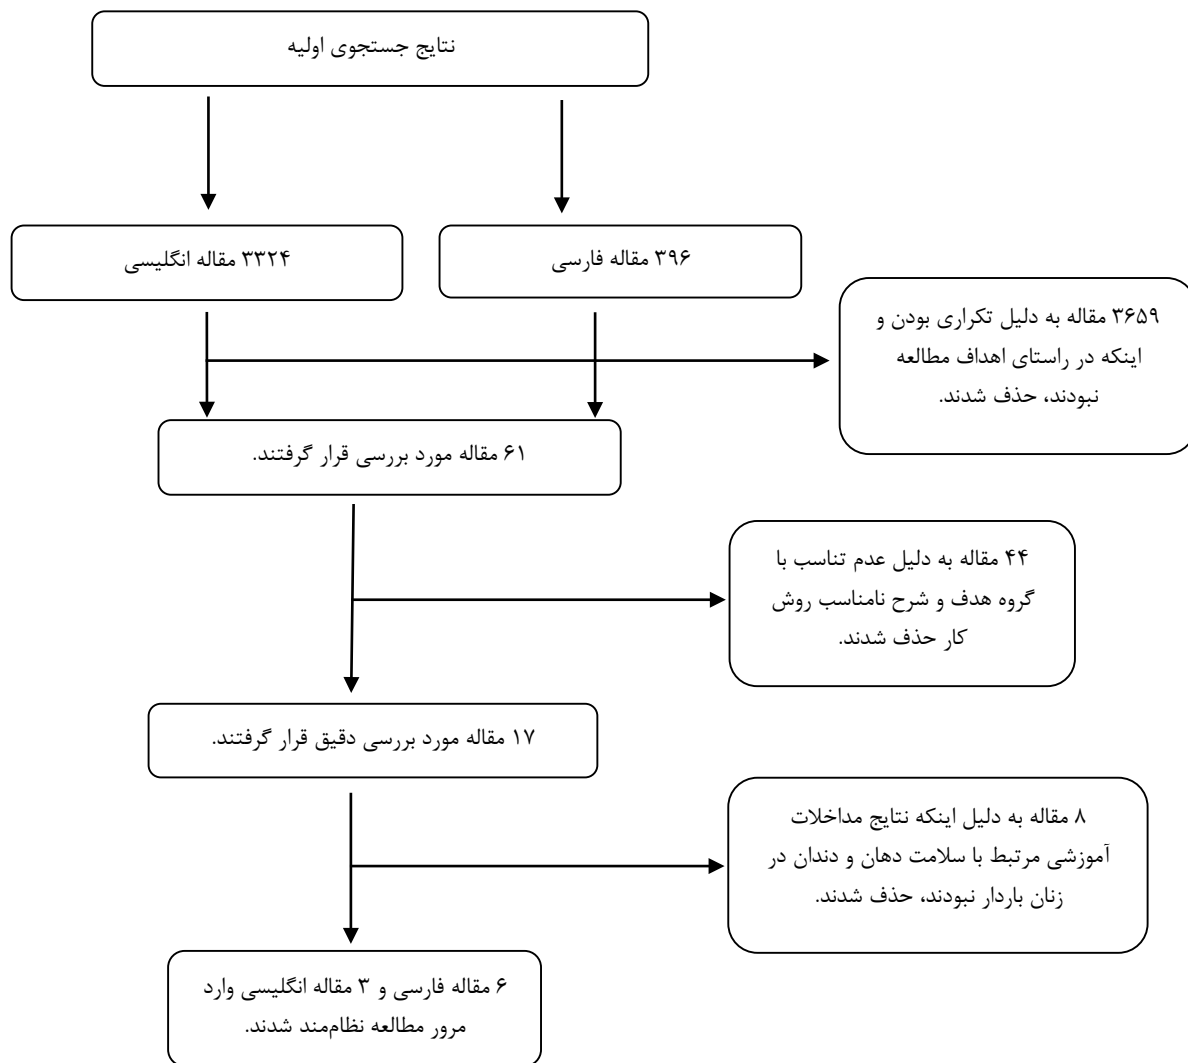 نتایج جستجوی اولیه
۳۹۶ مقاله فارسی
۳۳۲۴ مقاله انگلیسی
۳۶۵۹ مقاله به دلیل تکراری بودن و
اینکه در راستای اهداف مطالعه
نبودند، حذف شدند.
۶۱ مقاله مورد بررسی قرار گرفتند.
۴۴ مقاله به دلیل عدم تناسب با
گروه هدف و شرح نامناسب روش
کار حذف شدند.
۱۷ مقاله مورد بررسی دقیق قرار گرفتند.
۸ مقاله به دلیل اینکه نتایج مداخلات
آموزشی مرتبط با سلامت دهان و دندان در
زنان باردار نبودند، حذف شدند.
۶ مقاله فارسی و ۳ مقاله انگلیسی وارد
مرور مطالعه نظام‌مند شدند.